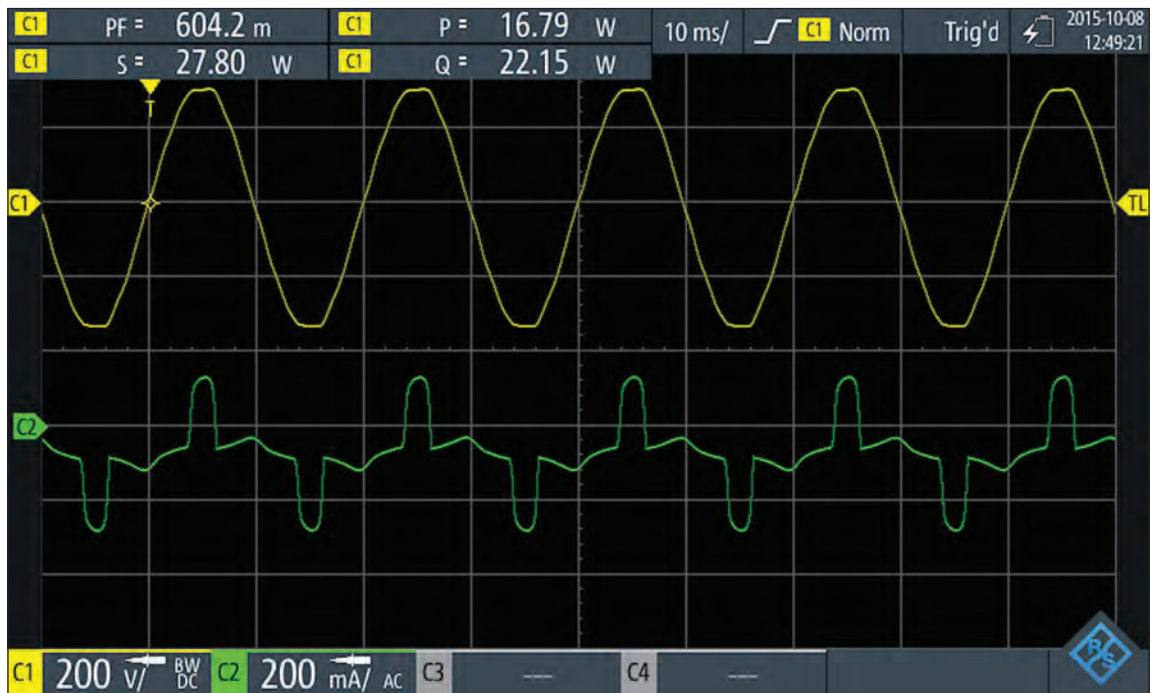 C1 PF = 604.2 m C1 P = 16.79 W
C1 S = 27.80 W C1 Q = 22.15 W
10 ms/ C1 Norm Trig'd 2015-10-08
12:49:21
T
C1
TL
C2
C1 200 V/ BW DC C2 200 mA/ AC C3 --- C4 ---
R&S